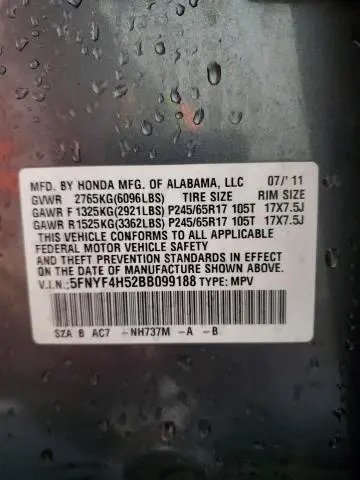 MFD. BY HONDA MFG. OF ALABAMA, LLC 07/'11
GVWR 2765KG(6096LBS) TIRE SIZE RIM SIZE
GAWR F 1325KG(2921LBS) P245/65R17 105T 17X7.5J
GAWR R1525KG(3362LBS) P245/65R17 105T 17X7.5J
THIS VEHICLE CONFORMS TO ALL APPLICABLE
FEDERAL MOTOR VEHICLE SAFETY
AND THEFT PREVENTION STANDARDS IN EFFECT ON THE
DATE OF MANUFACTURE SHOWN ABOVE.
V.I.N.:5FNYF4H52BB099188 TYPE: MPV
SZA 8 AC7 -NH737M -A -B